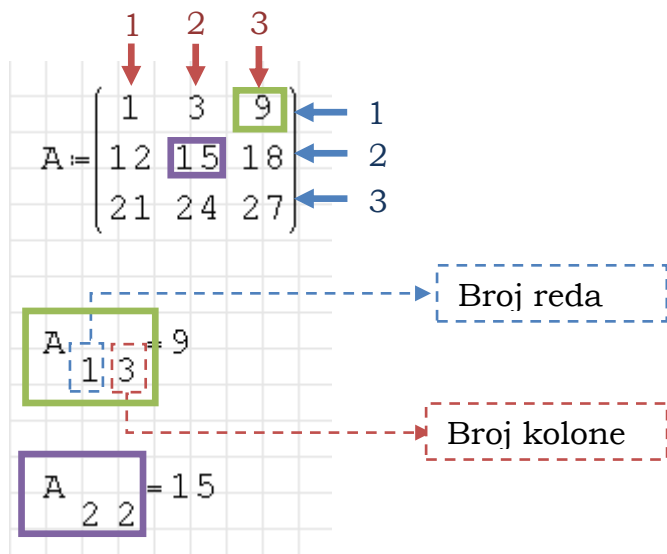 1 2 3
1 3 9 1
A:= 12 15 18 2
21 24 27 3
Broj reda
A 1 3 = 9
Broj kolone
A 2 2 = 15